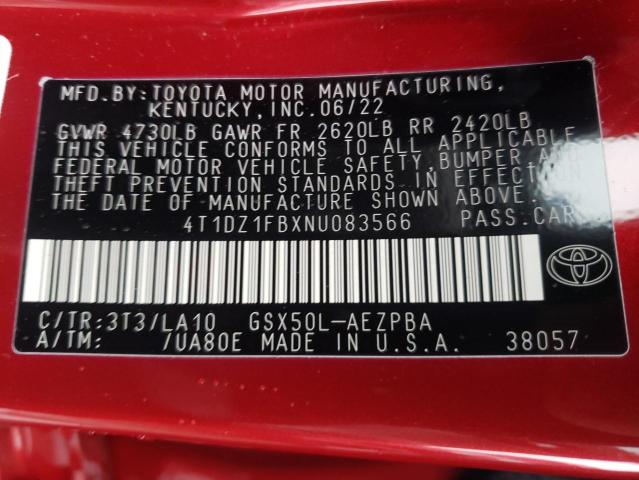 MFD.BY:TOYOTA MOTOR MANUFACTURING,
KENTUCKY,INC.06/22
GVWR 4730LB GAWR FR 2620LB RR 2420LB
THIS VEHICLE CONFORMS TO ALL APPLICABLE
FEDERAL MOTOR VEHICLE SAFETY,BUMPER AND
THEFT PREVENTION STANDARDS IN EFFECT ON
THE DATE OF MANUFACTURE SHOWN ABOVE.
4T1DZ1FBXNU083566 PASS.CAR
C/TR:3T3/LA10 GSX50L-AEZPBA
A/TM: /UA80E MADE IN U.S.A. 38057